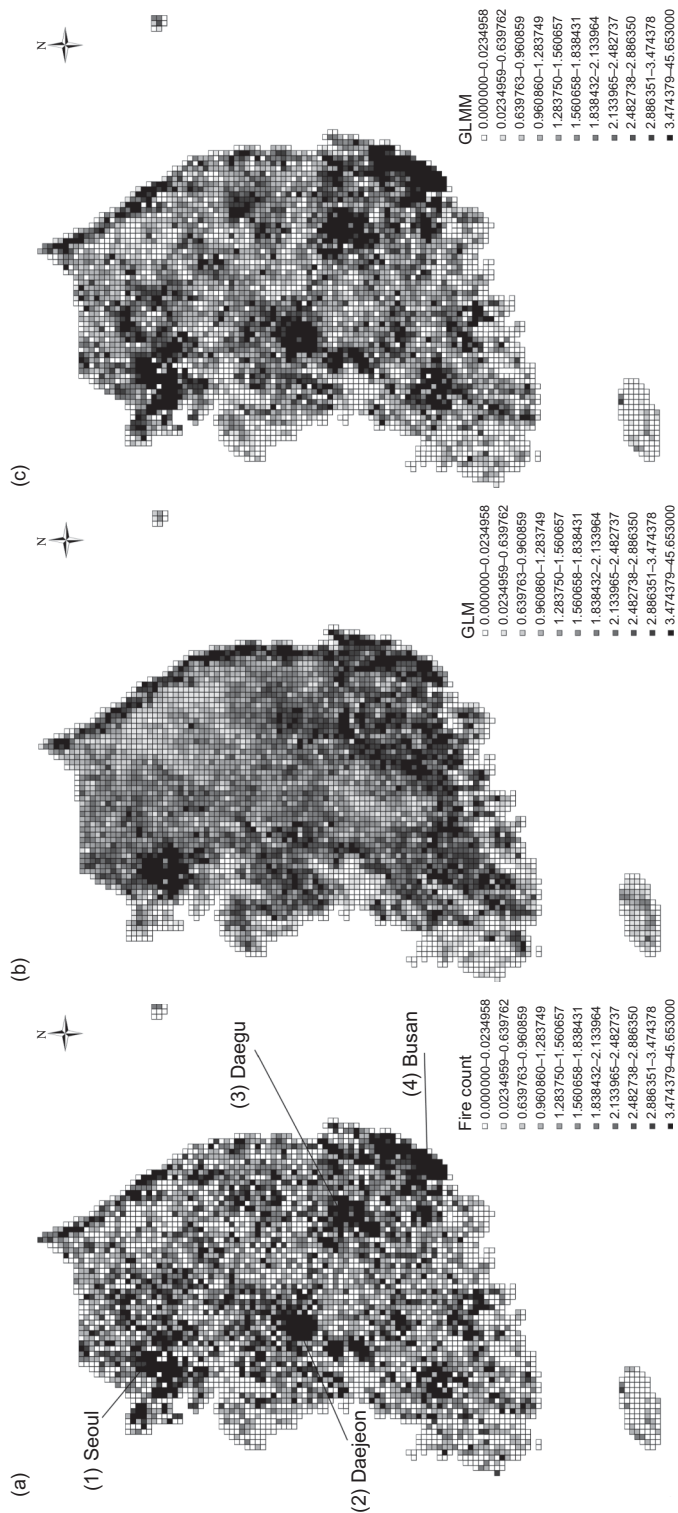 (a)
N
(1) Seoul
(2) Daejeon
(3) Daegu
(4) Busan
Fire count
0.000000–0.0234958
0.0234959–0.639762
0.639763–0.960859
0.960860–1.283749
1.283750–1.560657
1.560658–1.838431
1.838432–2.133964
2.133965–2.482737
2.482738–2.886350
2.886351–3.474378
3.474379–45.653000
(b)
N
GLM
0.000000–0.0234958
0.0234959–0.639762
0.639763–0.960859
0.960860–1.283749
1.283750–1.560657
1.560658–1.838431
1.838432–2.133964
2.133965–2.482737
2.482738–2.886350
2.886351–3.474378
3.474379–45.653000
(c)
N
GLMM
0.000000–0.0234958
0.0234959–0.639762
0.639763–0.960859
0.960860–1.283749
1.283750–1.560657
1.560658–1.838431
1.838432–2.133964
2.133965–2.482737
2.482738–2.886350
2.886351–3.474378
3.474379–45.653000